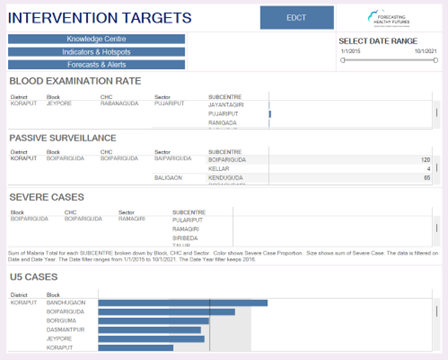 INTERVENTION TARGETS
EDCT
FORECASTING
HEALTHY FUTURES
Knowledge Centre
Indicators & Hotspots
Forecasts & Alerts
SELECT DATE RANGE
1/1/2015 10/1/2021
BLOOD EXAMINATION RATE
District Block CHC Sector SUBCENTRE
KORAPUT JEYPORE RABANAGUDA PUJARIPUT JAYANTAGIRI
PUJARIPUT
RANIGADA
PASSIVE SURVEILLANCE
District Block CHC Sector SUBCENTRE
KORAPUT BOIPARIGUDA BOIPARIGUDA BAIPARIGUDA BOIPARIGUDA 120
KELLAR 4
BALIGAON KENDUGUDA 65
SEVERE CASES
Block CHC Sector SUBCENTRE
BOIPARIGUDA BOIPARIGUDA RAMAGIRI PULARIPUT
RAMAGIRI
SIRIBEDA
Sum of Malaria Total for each SUBCENTRE broken down by Block, CHC and Sector. Color shows Severe Case Proportion. Size shows sum of Severe Case. The data is filtered on
Date and Date Year. The Date filter ranges from 1/1/2015 to 10/1/2021. The Date Year filter keeps 2018.
U5 CASES
District Block
KORAPUT BANDHUGAON
BOIPARIGUDA
BORIGUMA
DASMANTPUR
JEYPORE
KORAPUT